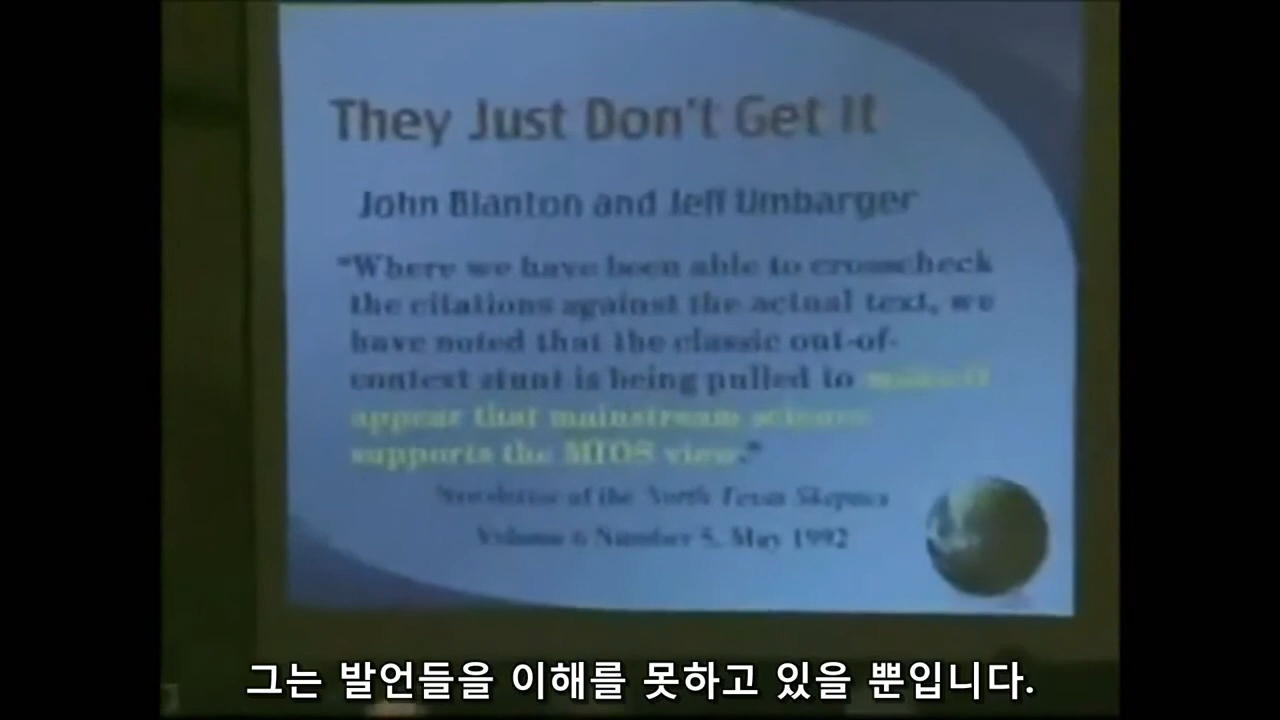 They Just Don't Get It
John Blanton and Jeff Umbarger
"Where we have been able to crosscheck
the citations against the actual text, we
have noted that the classic out-of-
context stunt is being pulled to make it
appear that mainstream science
supports the MIOS view."
Newsletter of the North Texas Skeptics
Volume 6 Number 5, May 1992
그는 발언들을 이해를 못하고 있을 뿐입니다.